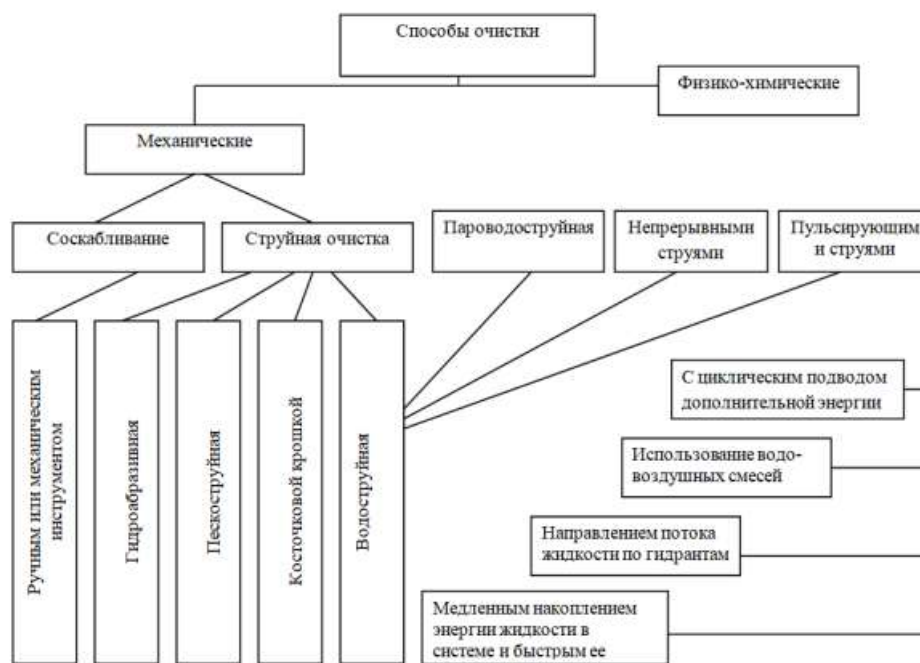 Способы очистки
Физико-химические
Механические
Соскабливание
Струйная очистка
Пароводоструйная
Непрерывными
струями
Пульсирующим
и струями
Ручным или механическим
инструментом
Гидроабразивная
Пескоструйная
Косточковой крошкой
Водоструйная
С циклическим подводом
дополнительной энергии
Использование водо-
воздушных смесей
Направлением потока
жидкости по гидрантам
Медленным накоплением
энергии жидкости в
системе и быстрым ее